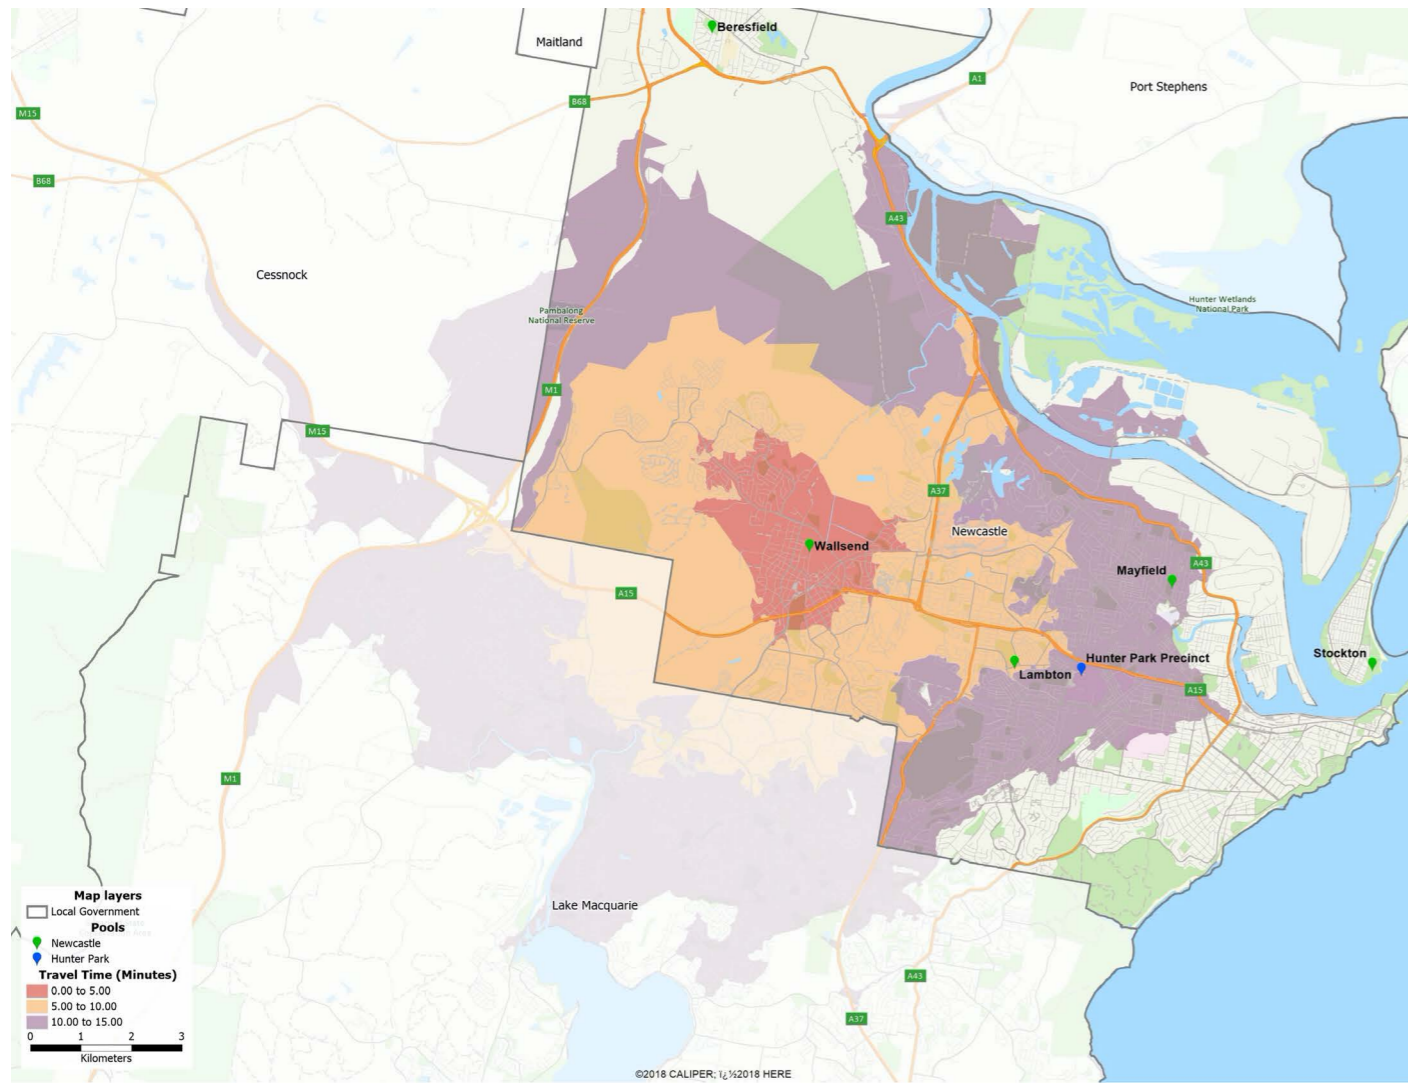 Beresfield
Maitland
A1
Port Stephens
B68
M15
B68
A43
Cessnock
Hunter Wetlands
National Park
Pambalong
National Reserve
M1
M15
A37
Newcastle
Wallsend
A43
Mayfield
A15
Stockton
Hunter Park Precinct
Lambton
A15
M1
Lake Macquarie
A43
A37
Map layers
Local Government
Pools
Newcastle
Hunter Park
Travel Time (Minutes)
0.00 to 5.00
5.00 to 10.00
10.00 to 15.00
0 1 2 3
Kilometers
©2018 CALIPER; ï¿½2018 HERE